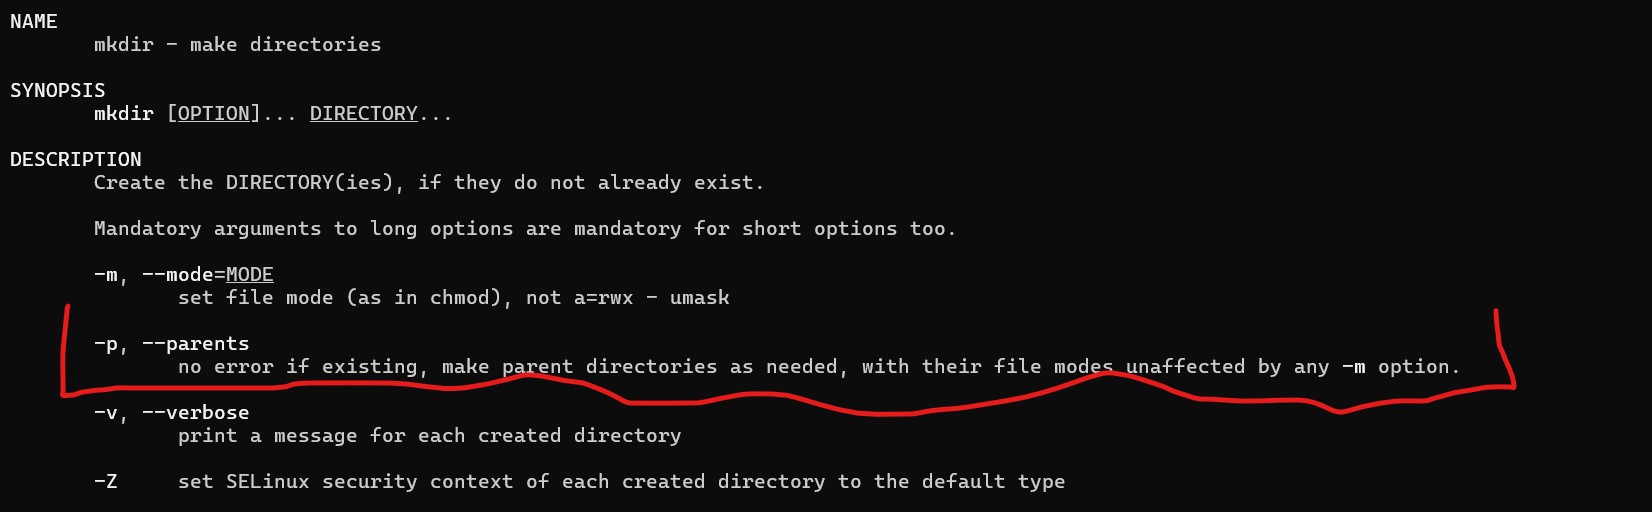 NAME
mkdir - make directories
SYNOPSIS
mkdir [OPTION]... DIRECTORY...
DESCRIPTION
Create the DIRECTORY(ies), if they do not already exist.
Mandatory arguments to long options are mandatory for short options too.
-m, --mode=MODE
set file mode (as in chmod), not a=rwx - umask
-p, --parents
no error if existing, make parent directories as needed, with their file modes unaffected by any -m option.
-v, --verbose
print a message for each created directory
-Z set SELinux security context of each created directory to the default type